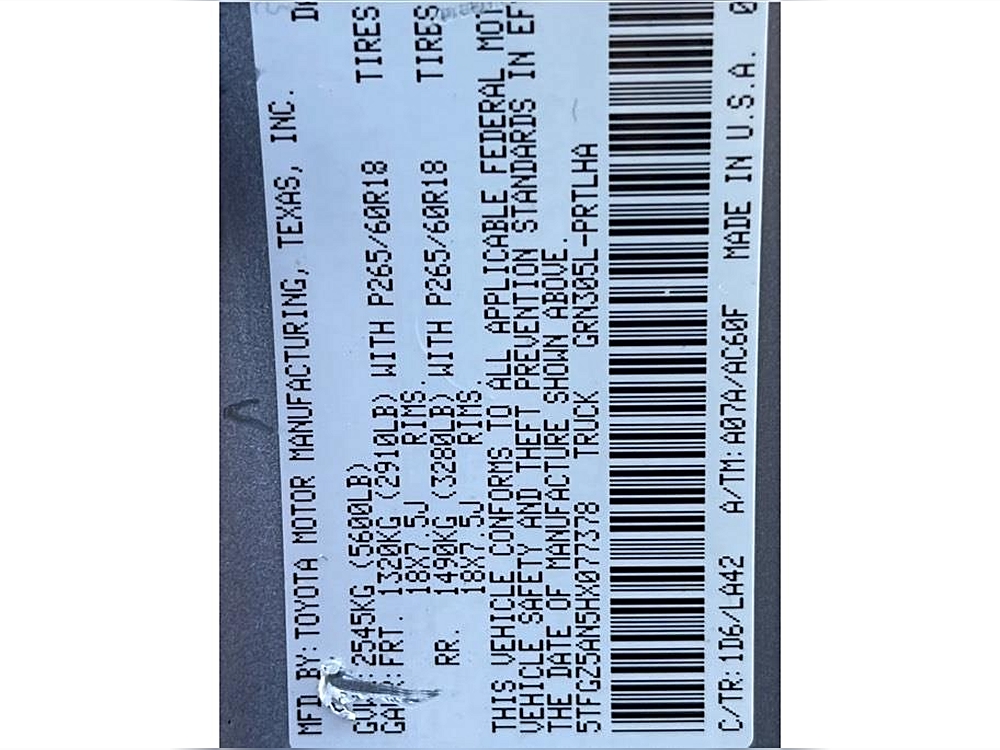 MFD BY: TOYOTA MOTOR MANUFACTURING, TEXAS, INC.
2545KG (5600LB)
FRT. 1320KG (2910LB) WITH P265/60R18 TIRES
18X7.5J RIMS.
RR. 1490KG (3280LB) WITH P265/60R18 TIRES
18X7.5J RIMS.
THIS VEHICLE CONFORMS TO ALL APPLICABLE FEDERAL MOT
VEHICLE SAFETY AND THEFT PREVENTION STANDARDS IN EF
THE DATE OF MANUFACTURE SHOWN ABOVE.
5TFGZ5AN5HX077378 TRUCK GRN305L-PRTLHA
C/TR: 1D6/LA42 A/TM: A07A/AC60F MADE IN U.S.A.